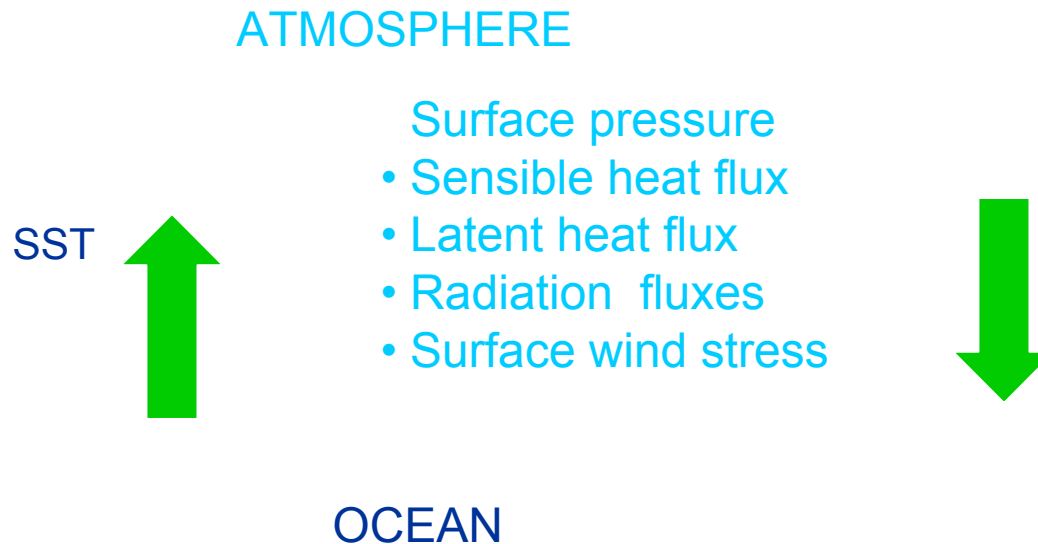 ATMOSPHERE
Surface pressure
• Sensible heat flux
SST
• Latent heat flux
• Radiation fluxes
• Surface wind stress
OCEAN